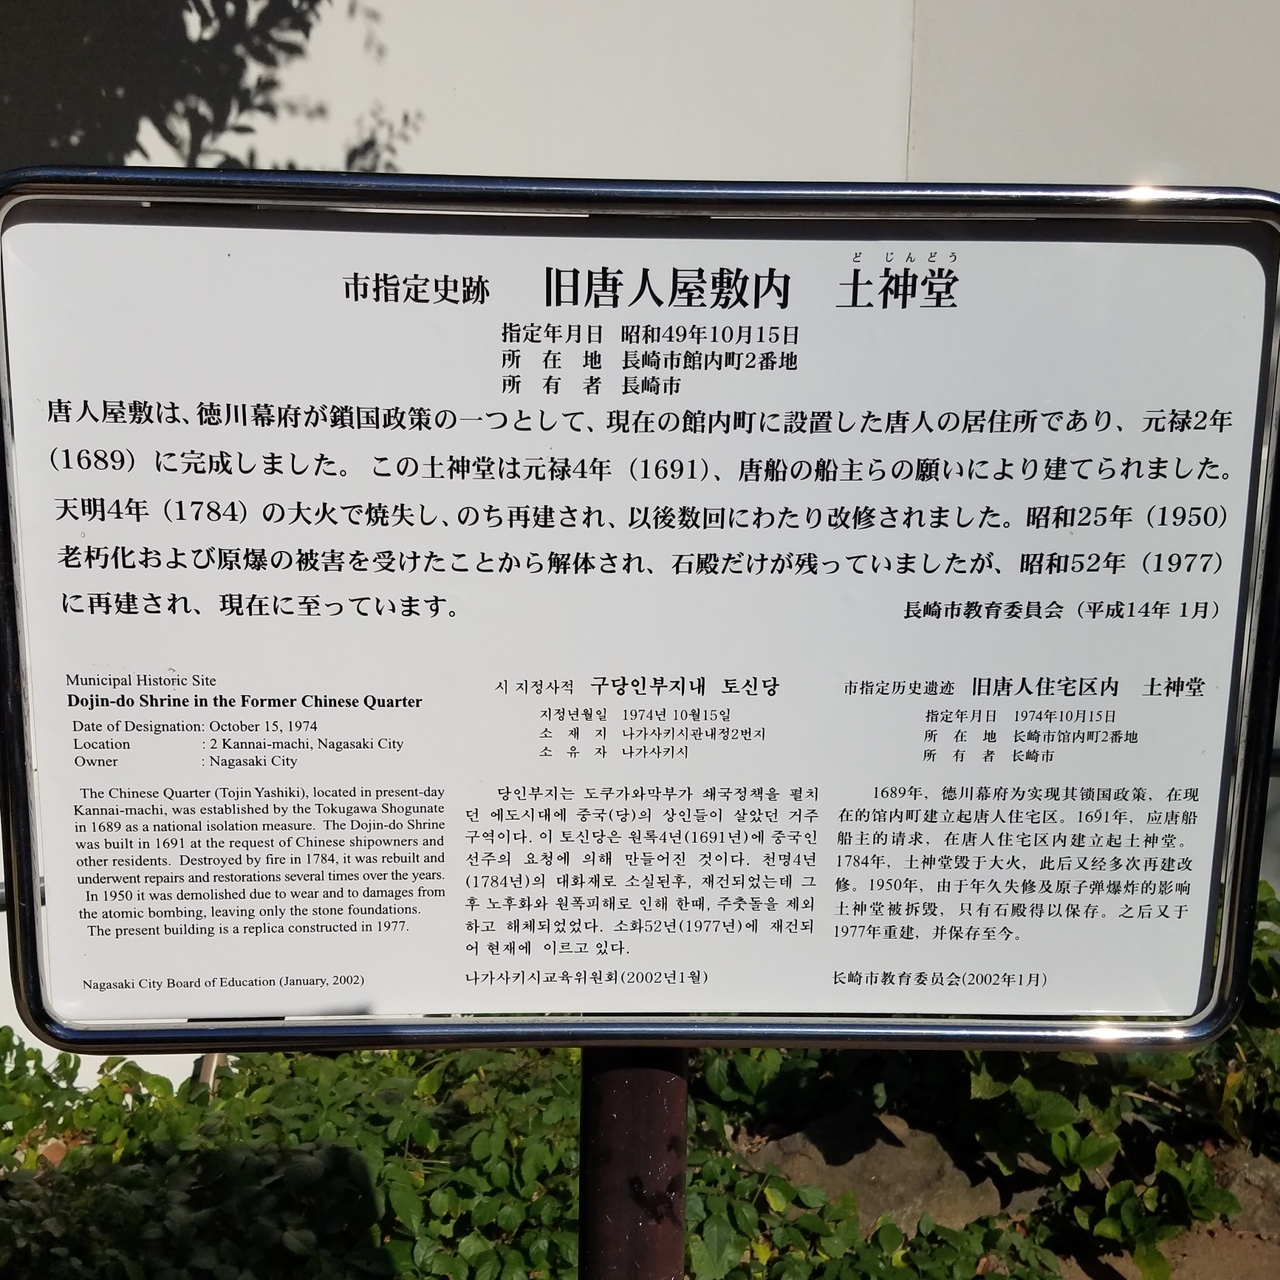 ど じんどう
市指定史跡 旧唐人屋敷内 土神堂
指定年月日 昭和49年10月15日
所在地 長崎市館内町2番地
所有者 長崎市
唐人屋敷は、徳川幕府が鎖国政策の一つとして、現在の館内町に設置した唐人の居住所であり、元禄2年
(1689)に完成しました。この土神堂は元禄4年(1691)、唐船の船主らの願いにより建てられました。
天明4年(1784)の大火で焼失し、のち再建され、以後数回にわたり改修されました。昭和25年(1950)
老朽化および原爆の被害を受けたことから解体され、石殿だけが残っていましたが、昭和52年(1977)
に再建され、現在に至っています。
長崎市教育委員会(平成14年1月)
Municipal Historic Site
Dojin-do Shrine in the Former Chinese Quarter
Date of Designation: October 15, 1974
Location : 2 Kannai-machi, Nagasaki City
Owner : Nagasaki City
The Chinese Quarter (Tojin Yashiki), located in present-day
Kannai-machi, was established by the Tokugawa Shogunate
in 1689 as a national isolation measure. The Dojin-do Shrine
was built in 1691 at the request of Chinese shipowners and
other residents. Destroyed by fire in 1784, it was rebuilt and
underwent repairs and restorations several times over the years.
In 1950 it was demolished due to wear and to damages from
the atomic bombing, leaving only the stone foundations.
The present building is a replica constructed in 1977.
Nagasaki City Board of Education (January, 2002)
시 지정사적 구당인부지내 토신당
지정년월일 1974년 10월15일
소재지 나가사키시관내정2번지
소유자 나가사키시
당인부지는 도쿠가와막부가 쇄국정책을 펼치
던 에도시대에 중국(당)의 상인들이 살았던 거주
구역이다. 이 토신당은 원록4년(1691년)에 중국인
선주의 요청에 의해 만들어진 것이다. 천명4년
(1784년)의 대화재로 소실된후, 재건되었는데 그
후 노후화와 원폭피해로 인해 한때, 주춧돌을 제외
하고 해체되었었다. 소화52년(1977년)에 재건되
어 현재에 이르고 있다.
나가사키시교육위원회(2002년1월)
市指定历史遗迹 旧唐人住宅区内 土神堂
指定年月日 1974年10月15日
所在地 长崎市馆内町2番地
所有者 长崎市
1689年，德川幕府为实现其锁国政策，在现
在的馆内町建立起唐人住宅区。1691年，应唐船
船主的请求，在唐人住宅区内建立起土神堂。
1784年，土神堂毁于大火，此后又经多次再建改
修。1950年，由于年久失修及原子弹爆炸的影响
土神堂被拆毁，只有石殿得以保存。之后又于
1977年重建，并保存至今。
长崎市教育委员会(2002年1月)